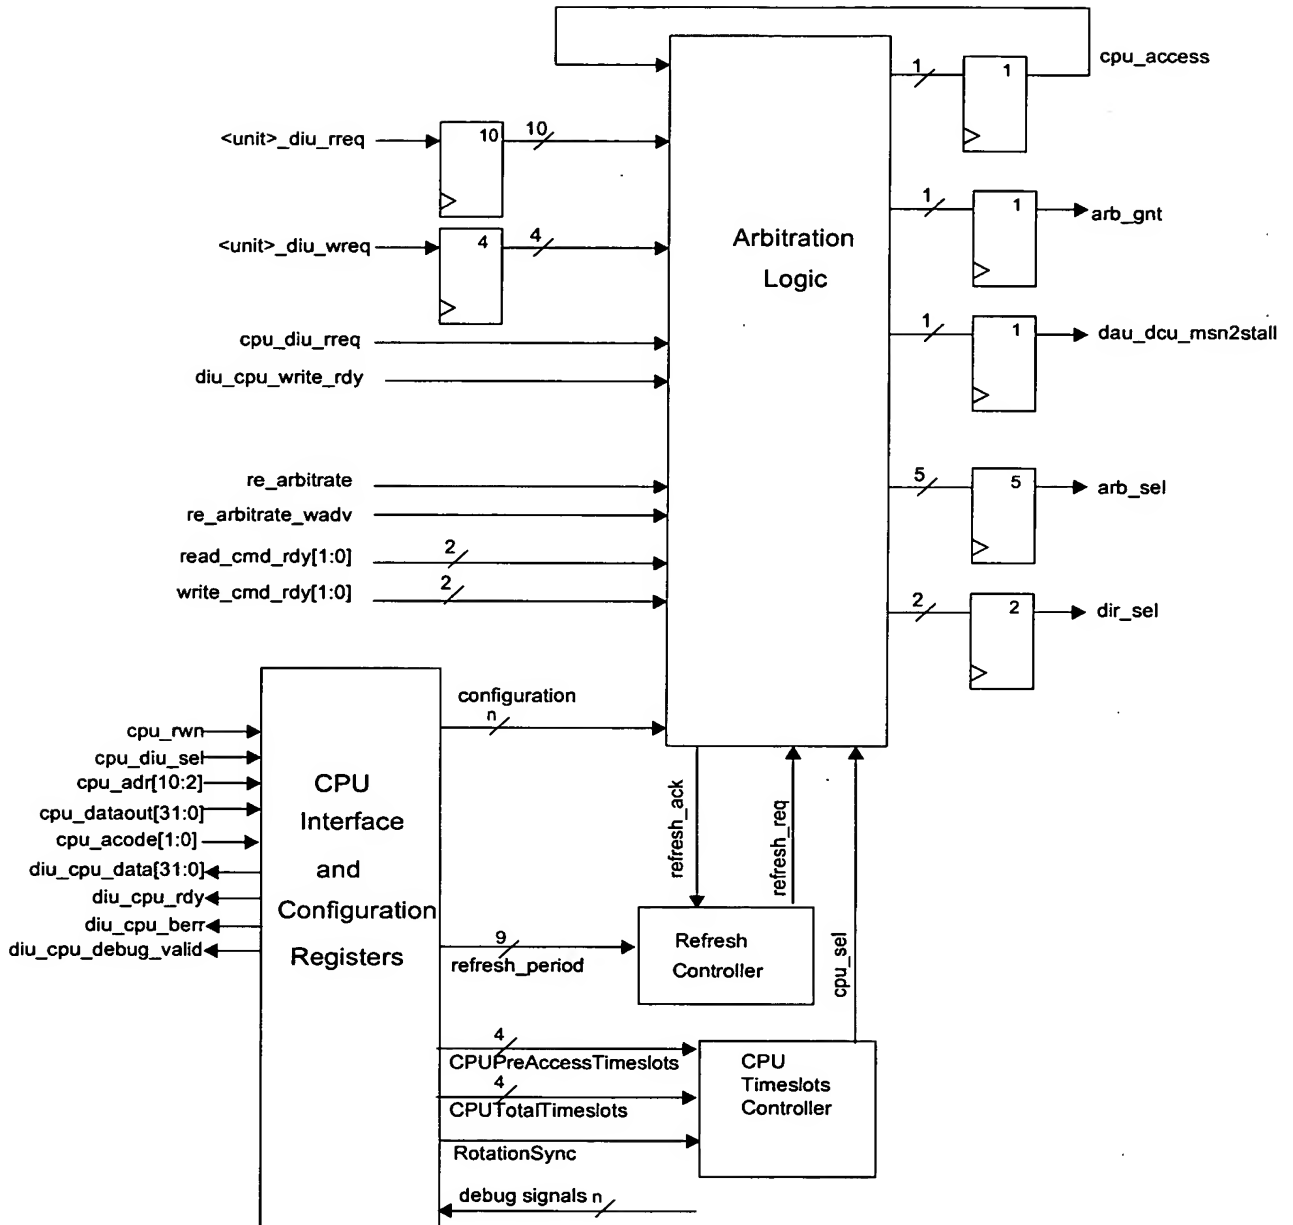 cpu_access
1
1
<unit>_diu_rreq
10
10
<unit>_diu_wreq
4
4
Arbitration
Logic
1
1
arb_gnt
cpu_diu_rreq
diu_cpu_write_rdy
1
1
dau_dcu_msn2stall
re_arbitrate
re_arbitrate_wadv
read_cmd_rdy[1:0]
2
write_cmd_rdy[1:0]
2
5
5
arb_sel
2
2
dir_sel
configuration
n
cpu_rwn
cpu_diu_sel
cpu_adr[10:2]
cpu_dataout[31:0]
cpu_acode[1:0]
diu_cpu_data[31:0]
diu_cpu_rdy
diu_cpu_berr
diu_cpu_debug_valid
CPU
Interface
and
Configuration
Registers
refresh_ack
refresh_req
cpu_sel
9
refresh_period
Refresh
Controller
4
CPUPreAccessTimeslots
4
CPUTotalTimeslots
RotationSync
CPU
Timeslots
Controller
debug signals n